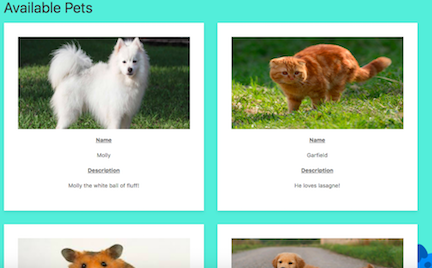 Available Pets
Name
Molly
Description
Molly the white ball of fluff!
Name
Garfield
Description
He loves lasagne!